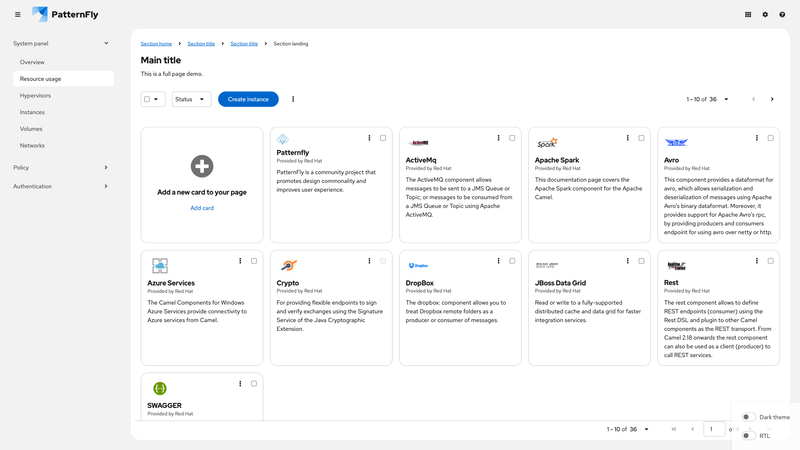 PatternFly
System panel
Overview
Resource usage
Hypervisors
Instances
Volumes
Networks
Policy
Authentication
Section home
Section title
Section title
Section landing
Main title
This is a full page demo.
Status
Create instance
1 - 10 of 36
Add a new card to your page
Add card
Patternfly
Provided by Red Hat
PatternFly is a community project that
promotes design commonality and
improves user experience.
ActiveMQ
ActiveMq
Provided by Red Hat
The ActiveMQ component allows
messages to be sent to a JMS Queue or
Topic; or messages to be consumed from
a JMS Queue or Topic using Apache
ActiveMQ.
Spark
Apache Spark
Provided by Red Hat
This documentation page covers the
Apache Spark component for the Apache
Camel.
Avro
Provided by Red Hat
This component provides a dataformat for
avro, which allows serialization and
deserialization of messages using Apache
Avro's binary dataformat. Moreover, it
provides support for Apache Avro's rpc,
by providing producers and consumers
endpoint for using avro over netty or http.
Azure Services
Provided by Red Hat
The Camel Components for Windows
Azure Services provide connectivity to
Azure services from Camel.
Crypto
Provided by Red Hat
For providing flexible endpoints to sign
and verify exchanges using the Signature
Service of the Java Cryptographic
Extension.
Dropbox
DropBox
Provided by Red Hat
The dropbox: component allows you to
treat Dropbox remote folders as a
producer or consumer of messages.
JBoss Data Grid
Provided by Red Hat
Read or write to a fully-supported
distributed cache and data grid for faster
integration services.
Rest
Provided by Red Hat
The rest component allows to define
REST endpoints (consumer) using the
Rest DSL and plugin to other Camel
components as the REST transport. From
Camel 2.18 onwards the rest component
can also be used as a client (producer) to
call REST services.
SWAGGER
Provided by Red Hat
1 - 10 of 36
1
Dark theme
RTL